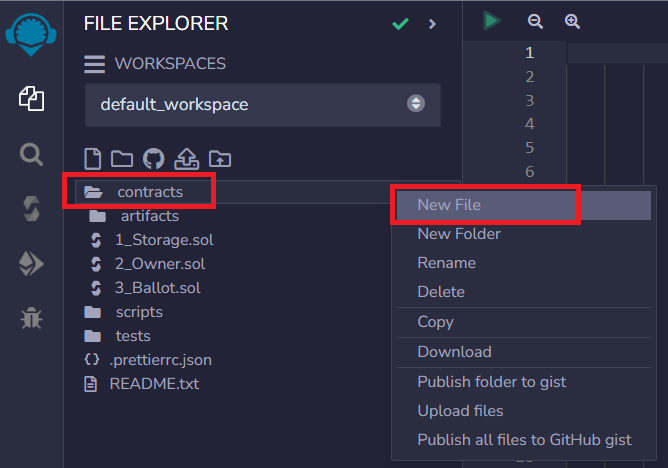 FILE EXPLORER
WORKSPACES
default_workspace
contracts
artifacts
1_Storage.sol
2_Owner.sol
3_Ballot.sol
scripts
tests
{} .prettierrc.json
README.txt
1
2
3
4
5
6
New File
New Folder
Rename
Delete
Copy
Download
Publish folder to gist
Upload files
Publish all files to GitHub gist